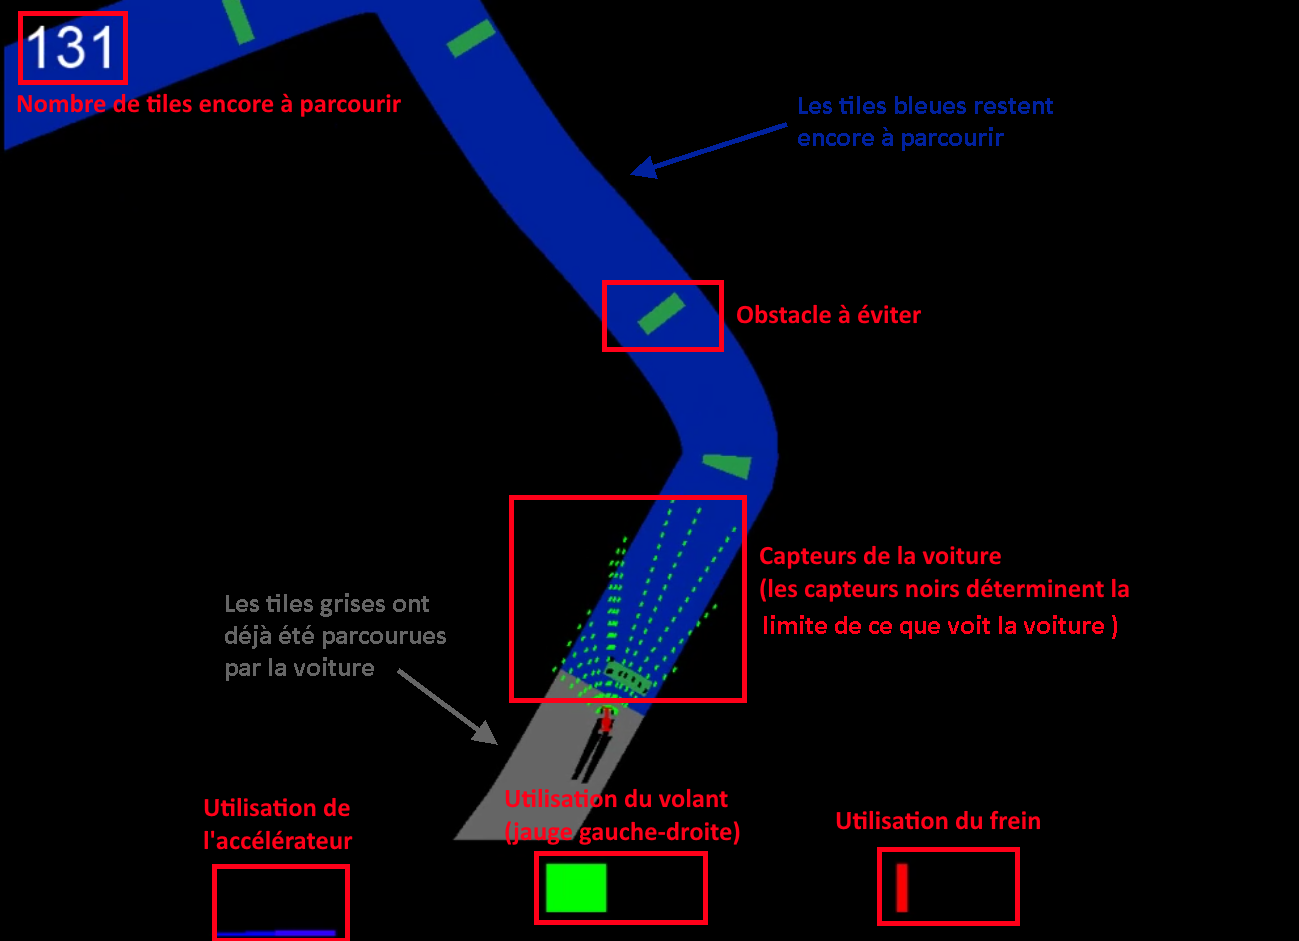 131
Nombre de tiles encore à parcourir
Les tiles bleues restent
encore à parcourir
Obstacle à éviter
Capteurs de la voiture
(les capteurs noirs déterminent la
limite de ce que voit la voiture )
Les tiles grises ont
déjà été parcourues
par la voiture
Utilisation de
l'accélérateur
Utilisation du volant
(jauge gauche-droite)
Utilisation du frein